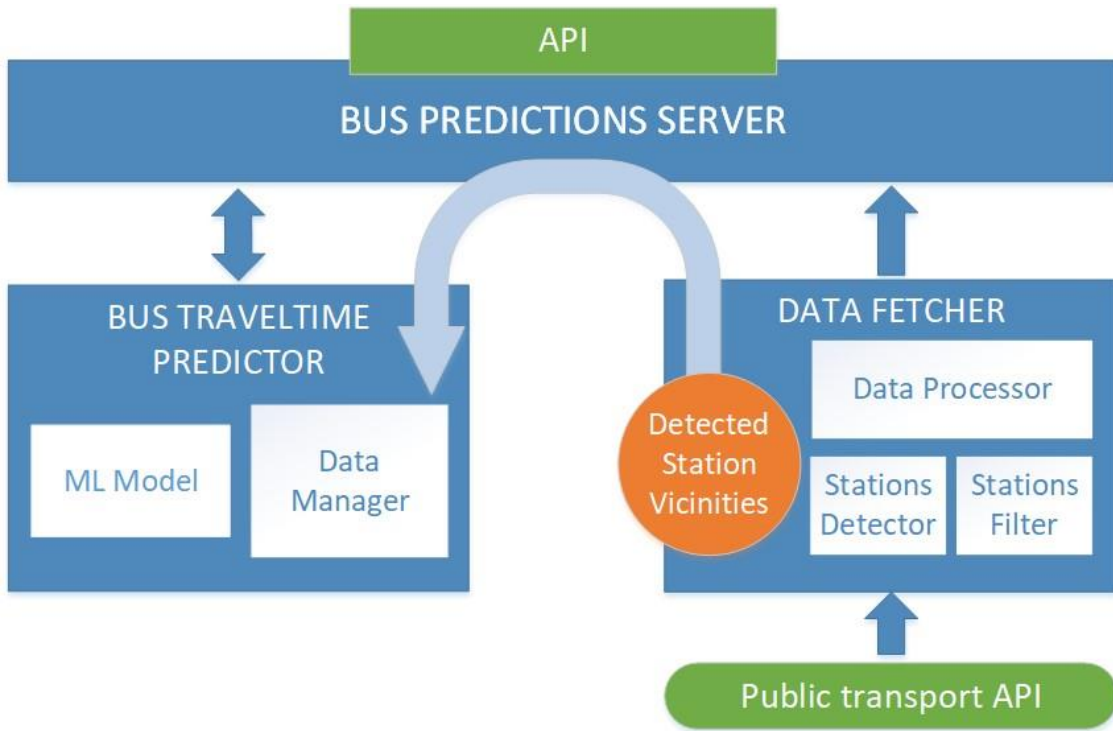 API
BUS PREDICTIONS SERVER
BUS TRAVELTIME
PREDICTOR
ML Model
Data
Manager
Detected
Station
Vicinities
DATA FETCHER
Data Processor
Stations
Detector
Stations
Filter
Public transport API